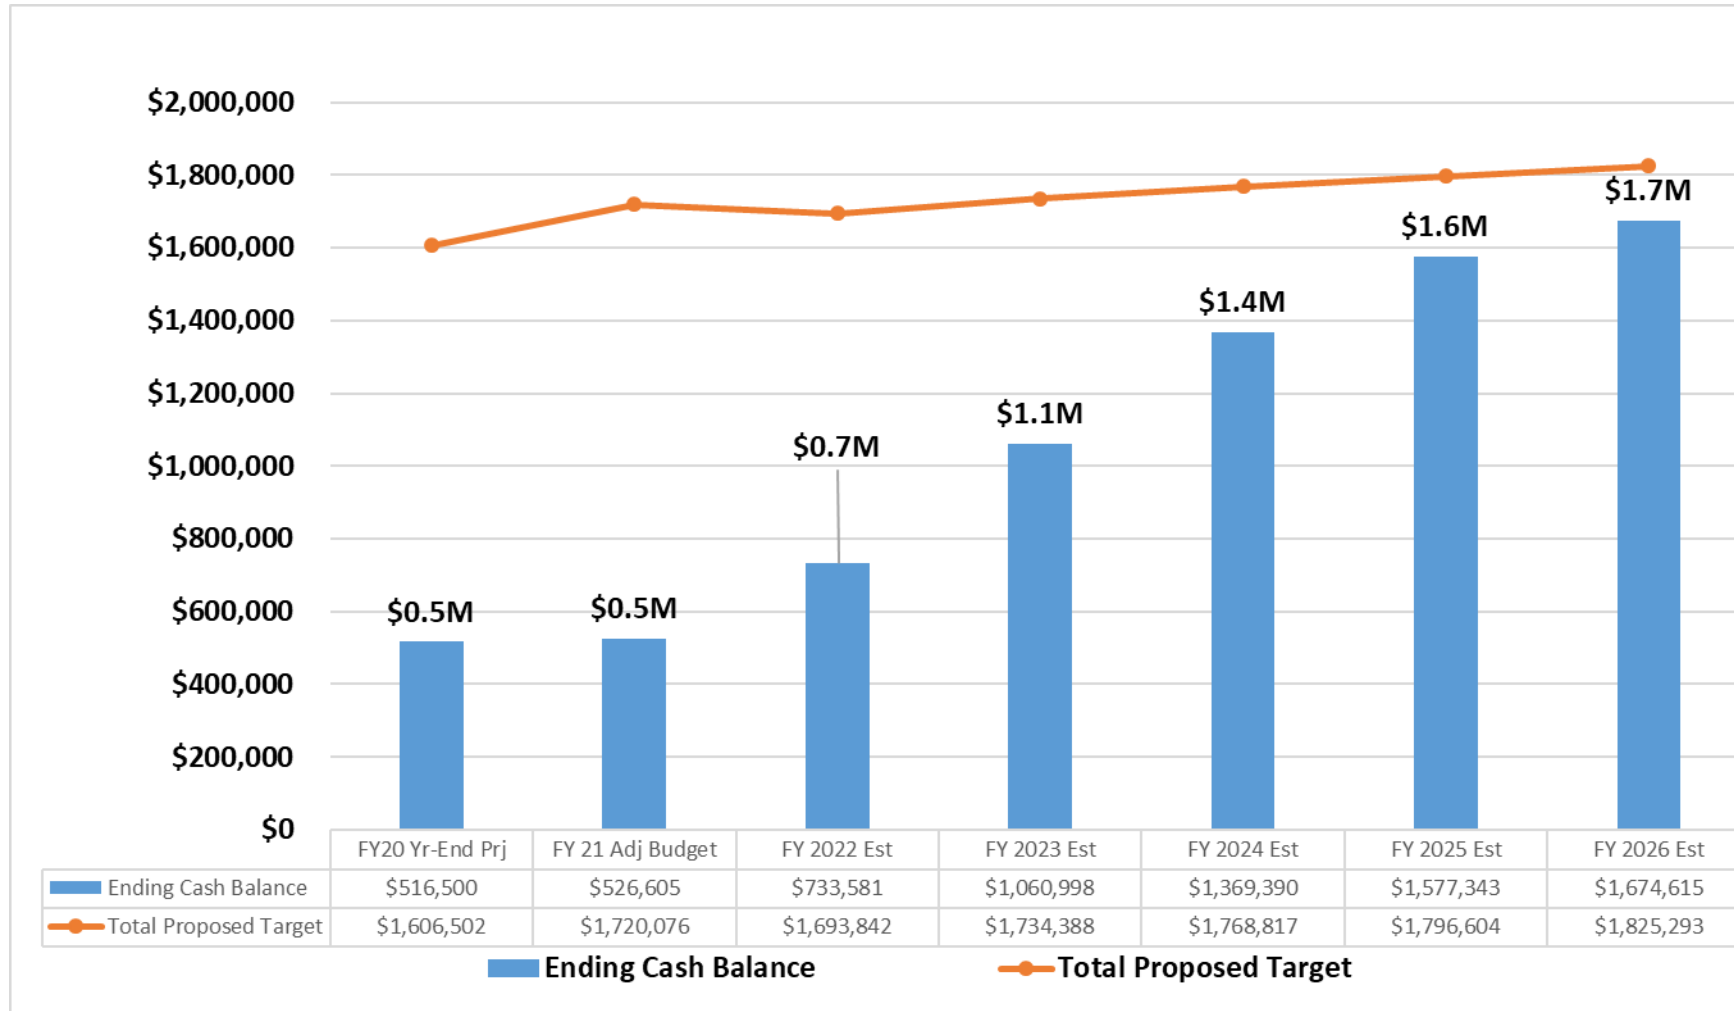 $2,000,000
$1,800,000
$1,600,000
$1,400,000
$1,200,000
$1,000,000
$800,000
$600,000
$400,000
$200,000
$0
$0.5M
$0.5M
$0.7M
$1.1M
$1.4M
$1.6M
$1.7M
FY20 Yr-End Prj FY 21 Adj Budget FY 2022 Est FY 2023 Est FY 2024 Est FY 2025 Est FY 2026 Est
Ending Cash Balance $516,500 $526,605 $733,581 $1,060,998 $1,369,390 $1,577,343 $1,674,615
Total Proposed Target $1,606,502 $1,720,076 $1,693,842 $1,734,388 $1,768,817 $1,796,604 $1,825,293
Ending Cash Balance Total Proposed Target